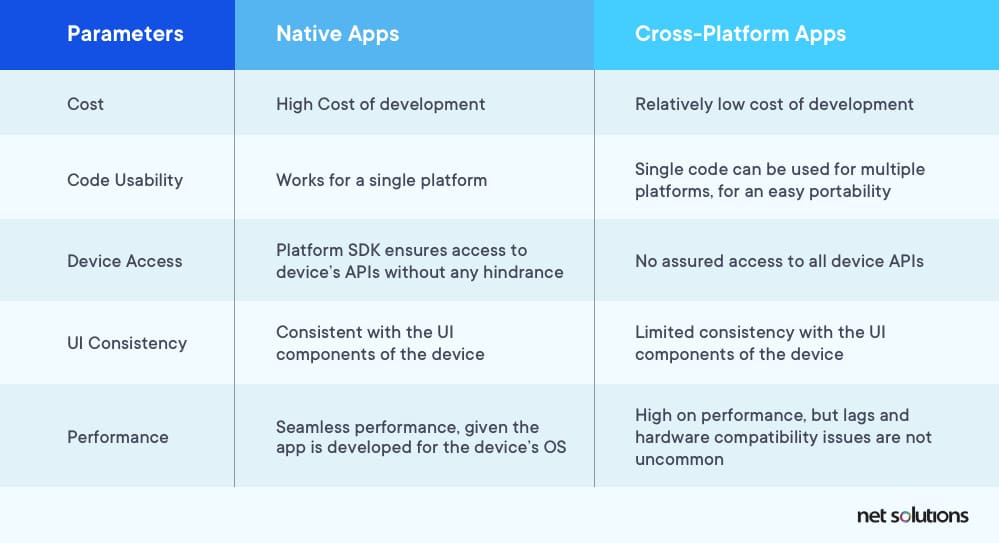 Parameters
Native Apps
Cross-Platform Apps
Cost
High Cost of development
Relatively low cost of development
Code Usability
Works for a single platform
Single code can be used for multiple
platforms, for an easy portability
Device Access
Platform SDK ensures access to
device’s APIs without any hindrance
No assured access to all device APIs
UI Consistency
Consistent with the UI
components of the device
Limited consistency with the UI
components of the device
Performance
Seamless performance, given the
app is developed for the device’s OS
High on performance, but lags and
hardware compatibility issues are not
uncommon
net solutions